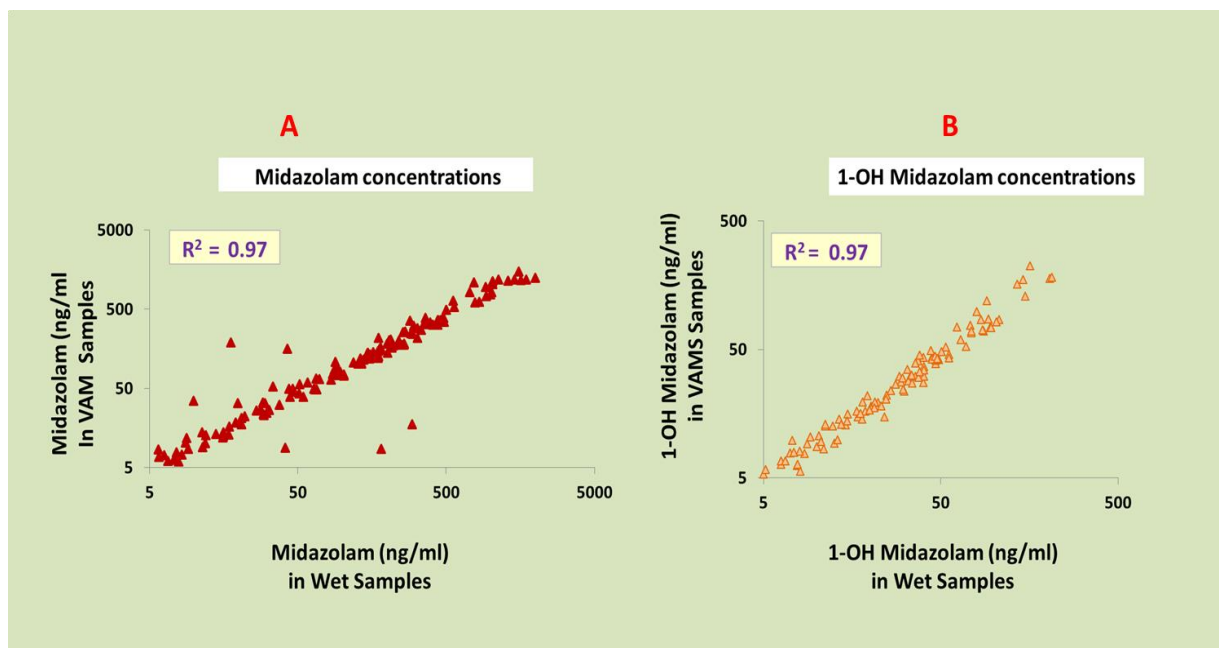 A
Midazolam concentrations
R² = 0.97
Midazolam (ng/ml
In VAM Samples
5000
500
50
5
5
50
500
5000
Midazolam (ng/ml)
in Wet Samples
B
1-OH Midazolam concentrations
R² = 0.97
1-OH Midazolam (ng/ml)
in VAMS Samples
500
50
5
5
50
500
1-OH Midazolam (ng/ml)
in Wet Samples